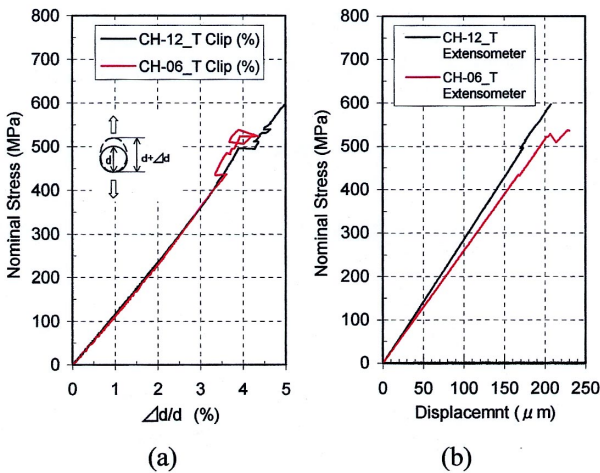 800
700
600
500
400
300
200
100
0
Nominal Stress (MPa)
CH-12_T Clip (%)
CH-06_T Clip (%)
d
d+⊿d
0 1 2 3 4 5
⊿d/d (%)
(a)
800
700
600
500
400
300
200
100
0
Nominal Stress (MPa)
CH-12_T
Extensometer
CH-06_T
Extensometer
0 50 100 150 200 250
Displacemnt (μm)
(b)